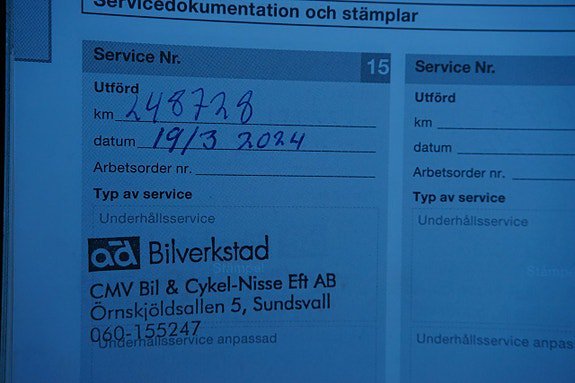 Servicedokumentation och stämplar
Service Nr. 15
Utförd
km 248728
datum 19/3 2024
Arbetsorder nr.
Typ av service
Underhållsservice
ad Bilverkstad
Stämpel
CMV Bil & Cykel-Nisse Eft AB
Örnskjöldsallen 5, Sundsvall
060-155247
Underhållsservice anpassad
Service Nr.
Utförd
km
datum
Arbetsorder nr.
Typ av service
Underhållsservice
Underhållsservice